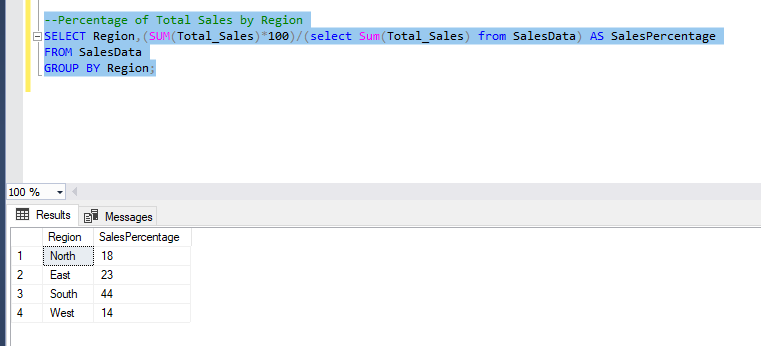 --Percentage of Total Sales by Region
SELECT Region,(SUM(Total_Sales)*100)/(select Sum(Total_Sales) from SalesData) AS SalesPercentage
FROM SalesData
GROUP BY Region;
100 %
Results Messages
Region SalesPercentage
1 North 18
2 East 23
3 South 44
4 West 14